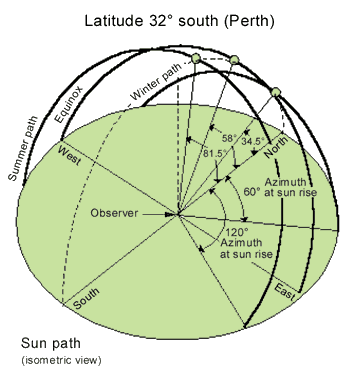 Latitude 32° south (Perth)
Winter path
Equinox
Summer path
58°
34.5°
81.5°
North
West
60°
Azimuth
at sun rise
Observer
120°
Azimuth
at sun rise
South
East
Sun path
(isometric view)